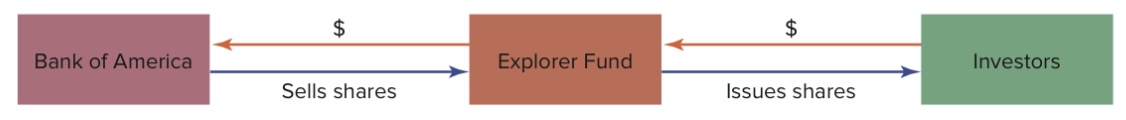 $
$
Bank of America
Explorer Fund
Investors
Sells shares
Issues shares